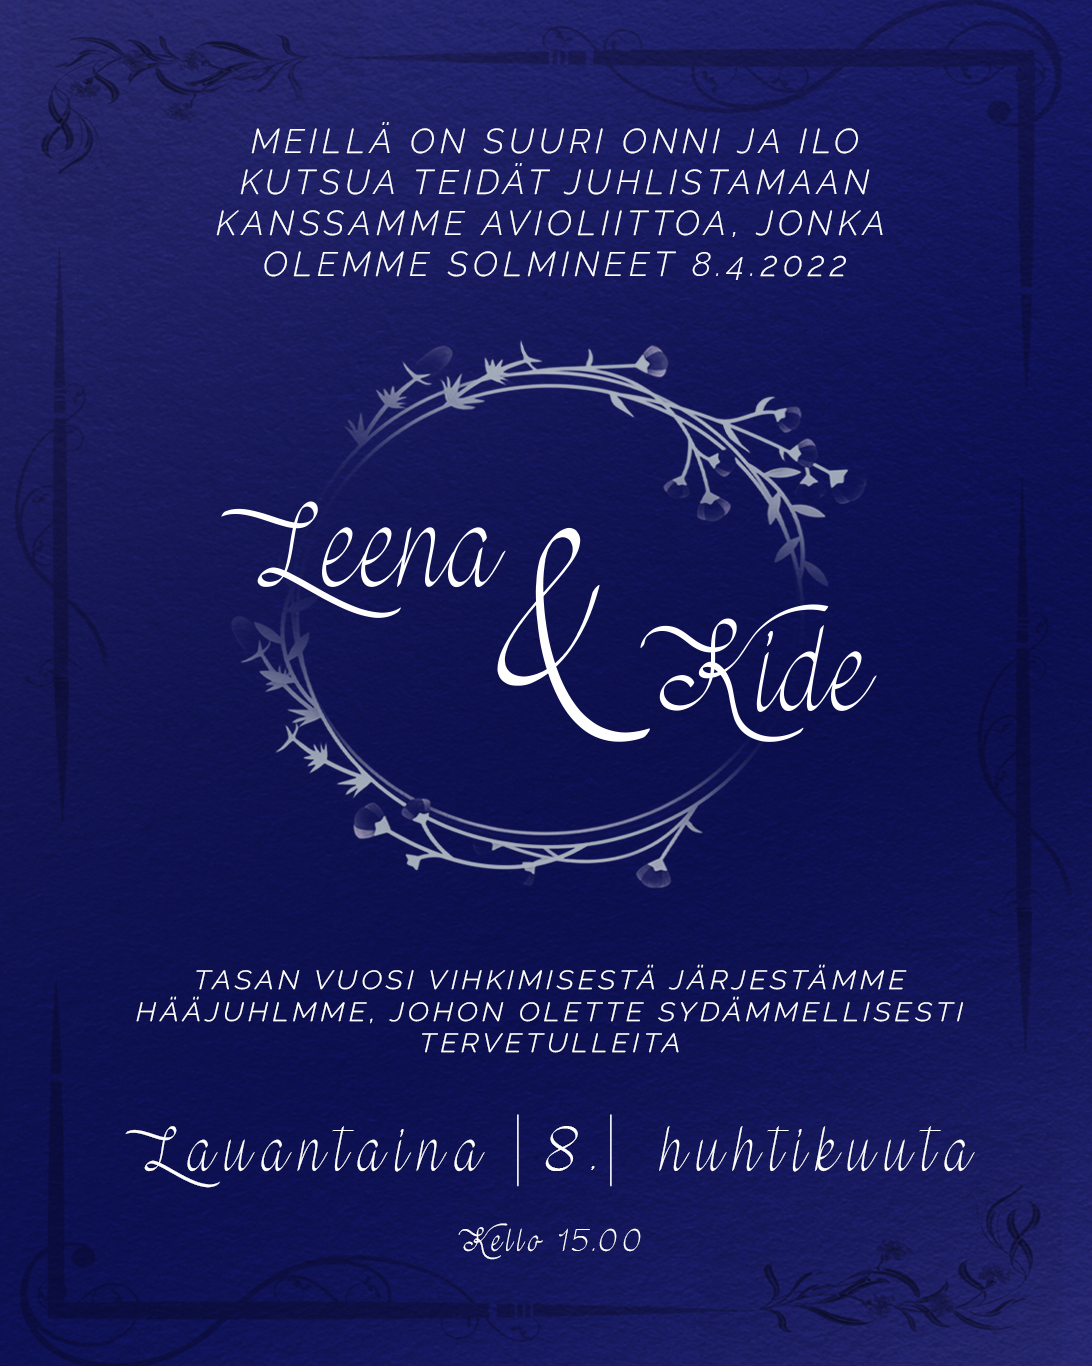 MEILLÄ ON SUURI ONNI JA ILO
KUTSUA TEIDÄT JUHLISTAMAAN
KANSSAMME AVIOLIITTOA, JONKA
OLEMME SOLMINEET 8.4.2022
Leena
&
Kide
TASAN VUOSI VIHKIMISESTÄ JÄRJESTÄMME
HÄÄJUHLMME, JOHON OLETTE SYDÄMMELLISESTI
TERVETULLEITA
Lauantaina | 8. | huhtikuuta
Kello 15.00